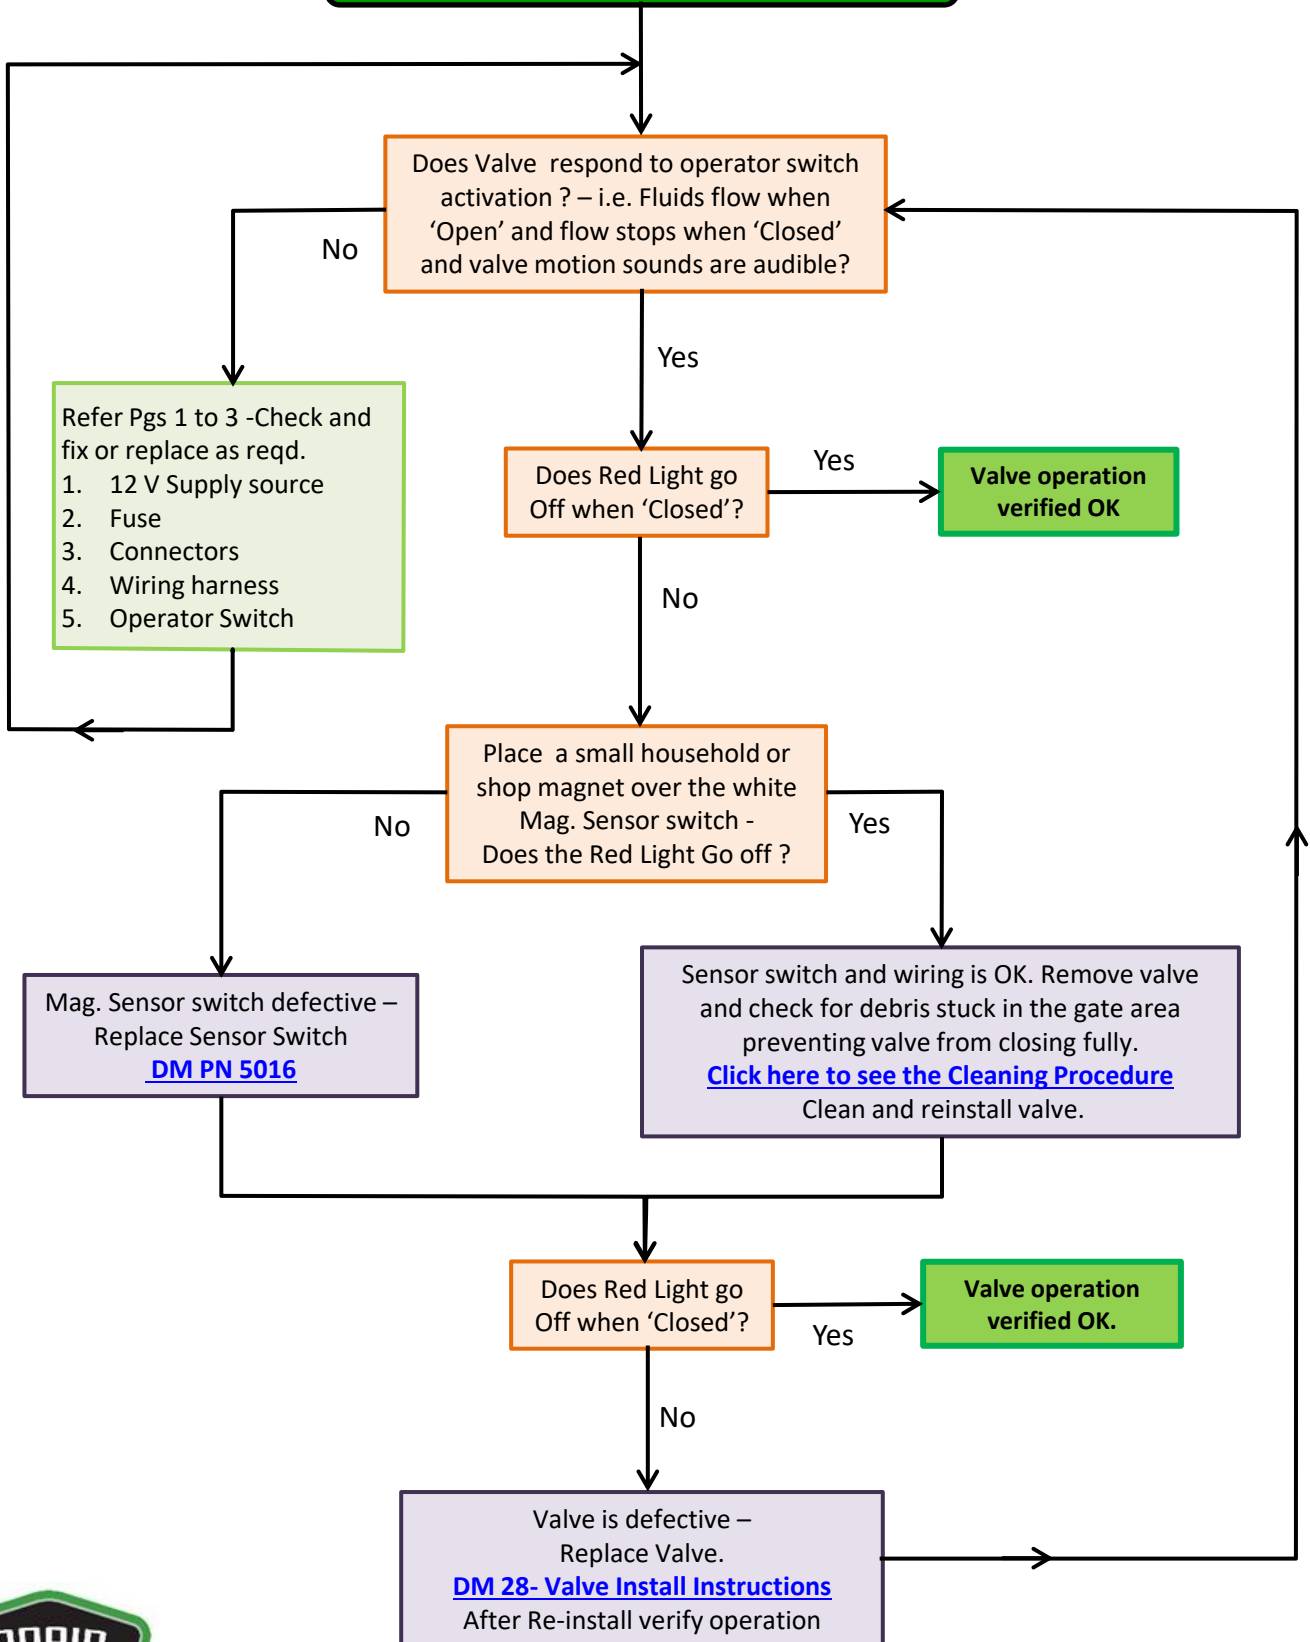 Does Valve  respond to operator switch
activation ? – i.e. Fluids flow when
‘Open’ and flow stops when ‘Closed’
and valve motion sounds are audible?
No
Yes
Refer Pgs 1 to 3 -Check and
fix or replace as reqd.
1. 12 V Supply source
2. Fuse
3. Connectors
4. Wiring harness
5. Operator Switch
Does Red Light go
Off when ‘Closed’?
Yes
Valve operation
verified OK
No
Place  a small household or
shop magnet over the white
Mag. Sensor switch -
Does the Red Light Go off ?
No
Yes
Mag. Sensor switch defective –
Replace Sensor Switch
DM PN 5016
Sensor switch and wiring is OK. Remove valve
and check for debris stuck in the gate area
preventing valve from closing fully.
Click here to see the Cleaning Procedure
Clean and reinstall valve.
Does Red Light go
Off when ‘Closed’?
Yes
Valve operation
verified OK.
No
Valve is defective –
Replace Valve.
DM 28- Valve Install Instructions
After Re-install verify operation